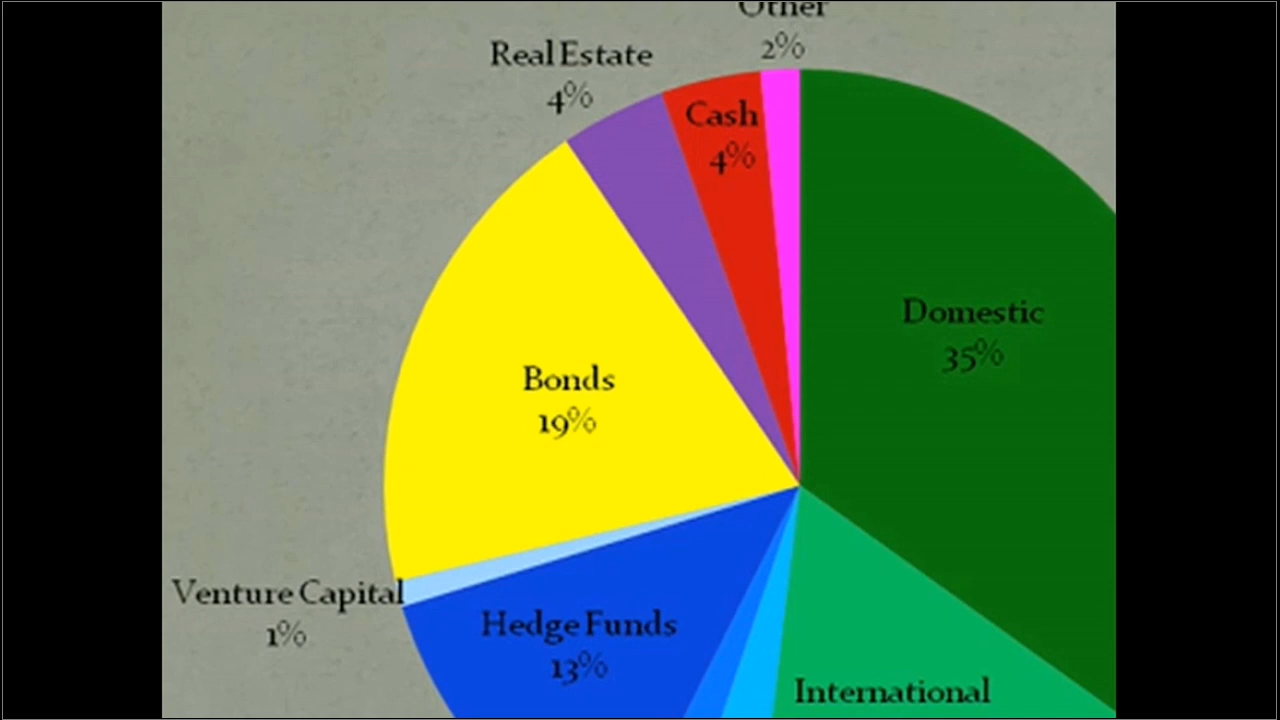 Other
2%
Real Estate
4%
Cash
4%
Domestic
35%
Bonds
19%
Venture Capital
1%
Hedge Funds
13%
International